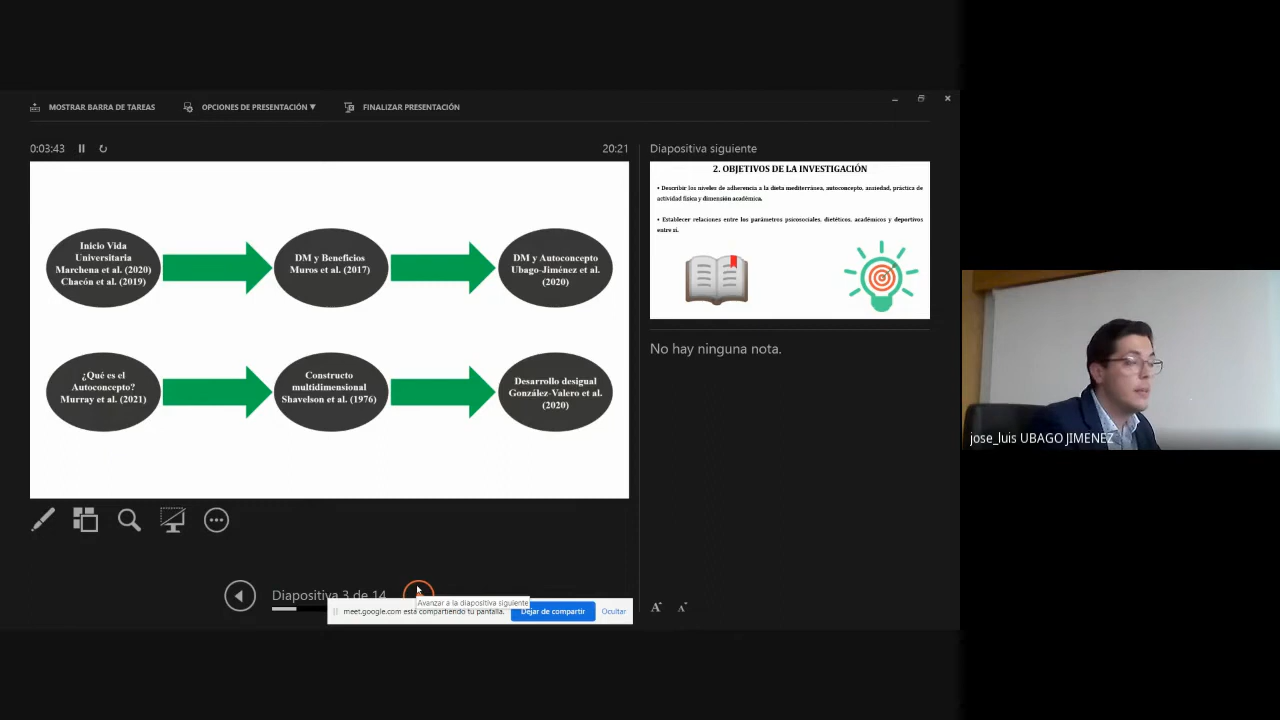 MOSTRAR BARRA DE TAREAS
OPCIONES DE PRESENTACIÓN ▼
FINALIZAR PRESENTACIÓN
0:03:43
20:21
Inicio Vida
Universitaria
Marchena et al. (2020)
Chacón et al. (2019)
DM y Beneficios
Muros et al. (2017)
DM y Autoconcepto
Ubago-Jiménez et al.
(2020)
¿Qué es el
Autoconcepto?
Murray et al. (2021)
Constructo
multidimensional
Shavelson et al. (1976)
Desarrollo desigual
González-Valero et al.
(2020)
Diapositiva 3 de 14
Avanzar a la diapositiva siguiente
meet.google.com está compartiendo tu pantalla.
Dejar de compartir
Ocultar
Diapositiva siguiente
2. OBJETIVOS DE LA INVESTIGACIÓN
• Describir los niveles de adherencia a la dieta mediterránea, autoconcepto, ansiedad, práctica de
actividad física y dimensión académica.
• Establecer relaciones entre los parámetros psicosociales, dietéticos, académicos y deportivos
entre sí.
No hay ninguna nota.
A A
jose_luis UBAGO JIMENEZ